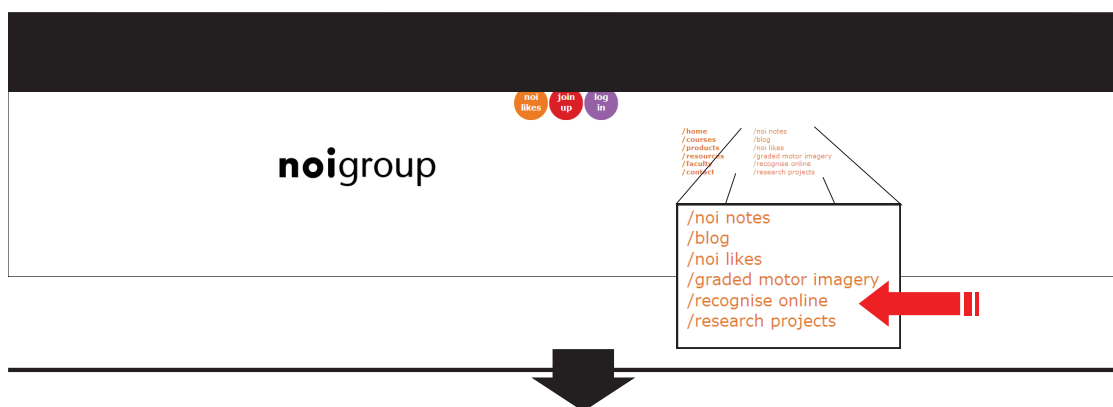 noi
likes
join
up
log
in
noigroup
/home
/courses
/products
/resources
/faculty
/contact
/noi notes
/blog
/noi likes
/graded motor imagery
/recognise online
/research projects
/noi notes
/blog
/noi likes
/graded motor imagery
/recognise online
/research projects